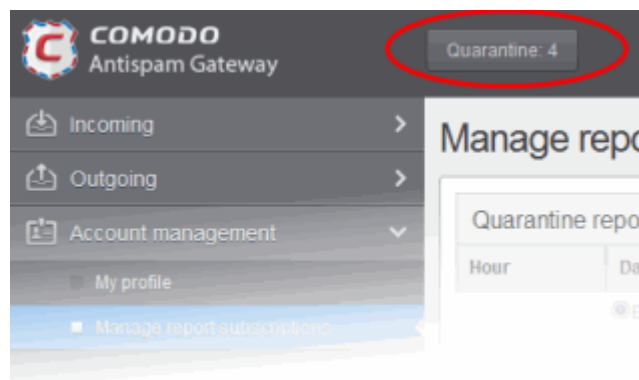 COMODO
Antispam Gateway
Quarantine: 4
Incoming
Outgoing
Account management
My profile
Manage report subscriptions
Manage repo
Quarantine repo
Hour Da